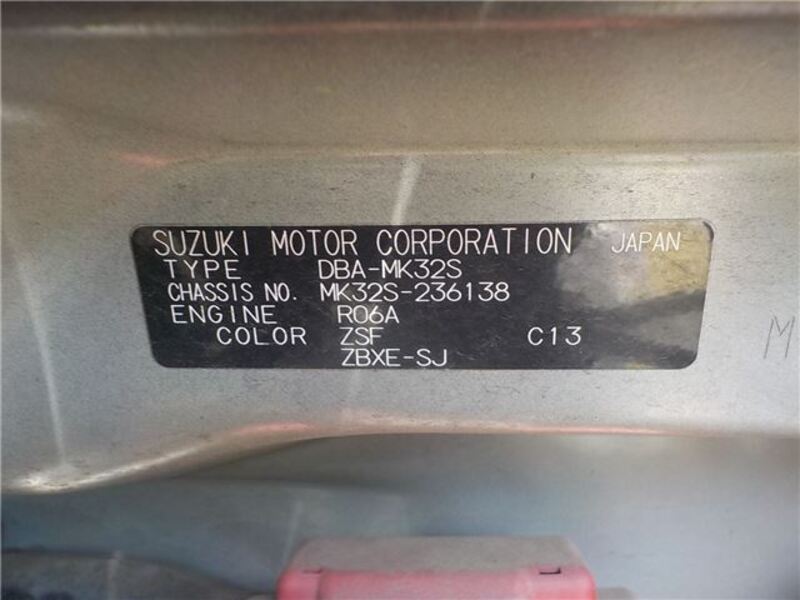 SUZUKI MOTOR CORPORATION JAPAN
TYPE DBA-MK32S
CHASSIS NO. MK32S-236138
ENGINE R06A
COLOR ZSF C13
ZBXE-SJ
M